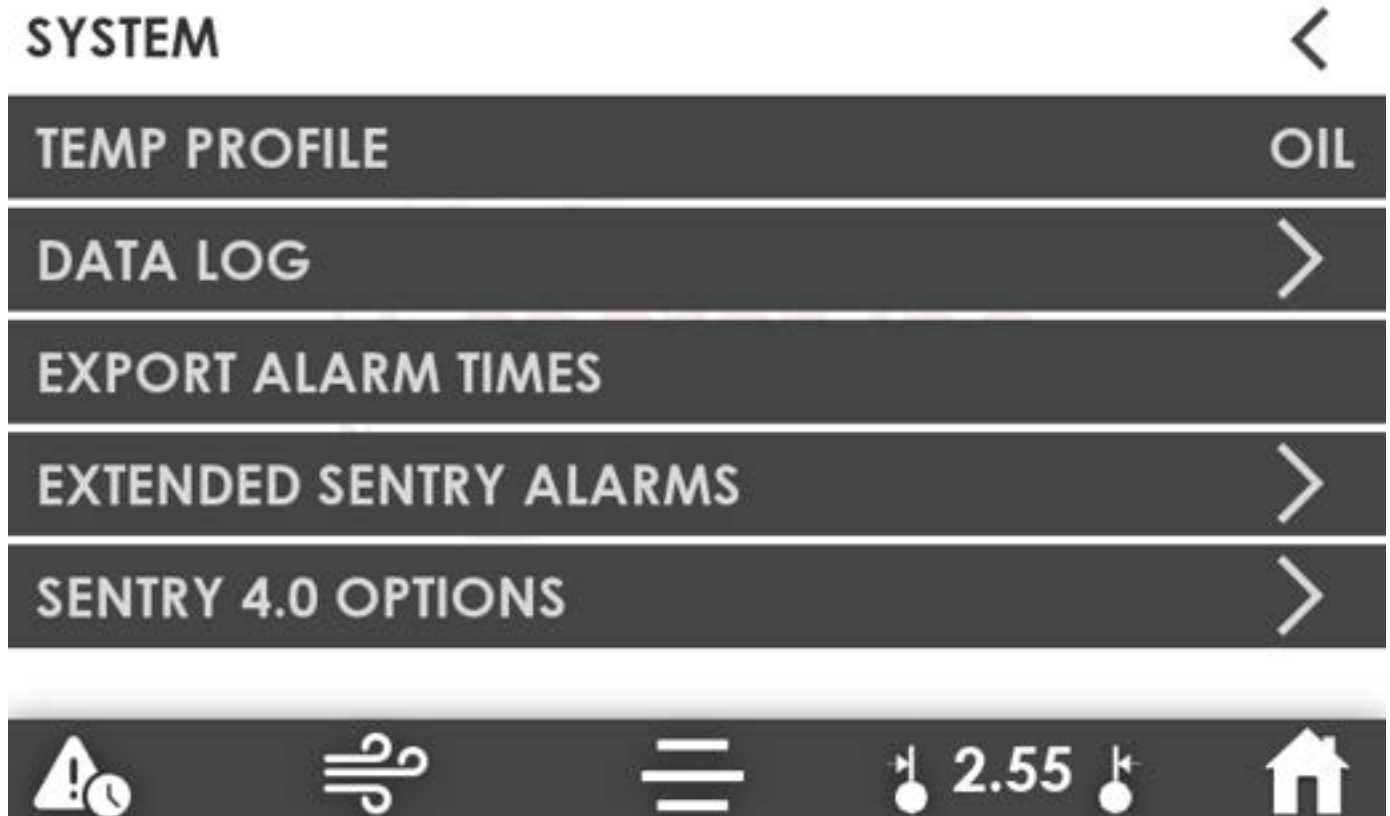 SYSTEM
TEMP PROFILE OIL
DATA LOG
EXPORT ALARM TIMES
EXTENDED SENTRY ALARMS
SENTRY 4.0 OPTIONS
2.55